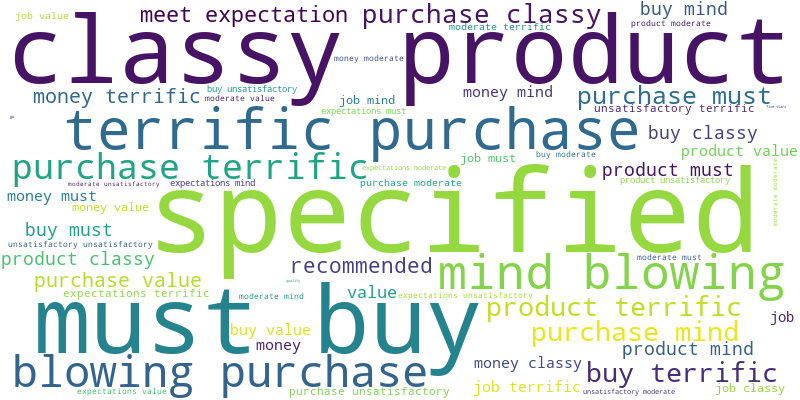 job value
meet expectation
purchase classy
buy mind
product moderate
moderate terrific
classy product
money moderate
money terrific
buy unsatisfactory
moderate value
job mind
money mind
purchase must
expectations must
unsatisfactory terrific
five stars
terrific purchase
buy classy
product value
purchase terrific
expectations moderate
job must
buy moderate
product must
moderate moderate
moderate unsatisfactory
expectations mind
purchase moderate
product unsatisfactory
money must
money value
specified
buy must
unsatisfactory unsatisfactory
product classy
recommended
moderate must
mind blowing
purchase value
quality
expectations terrific
moderate mind
value
expectations unsatisfactory
must buy
product terrific
job
buy value
purchase mind
money
product mind
blowing purchase
money classy
buy terrific
job terrific
expectations value
purchase unsatisfactory
unsatisfactory moderate
job classy